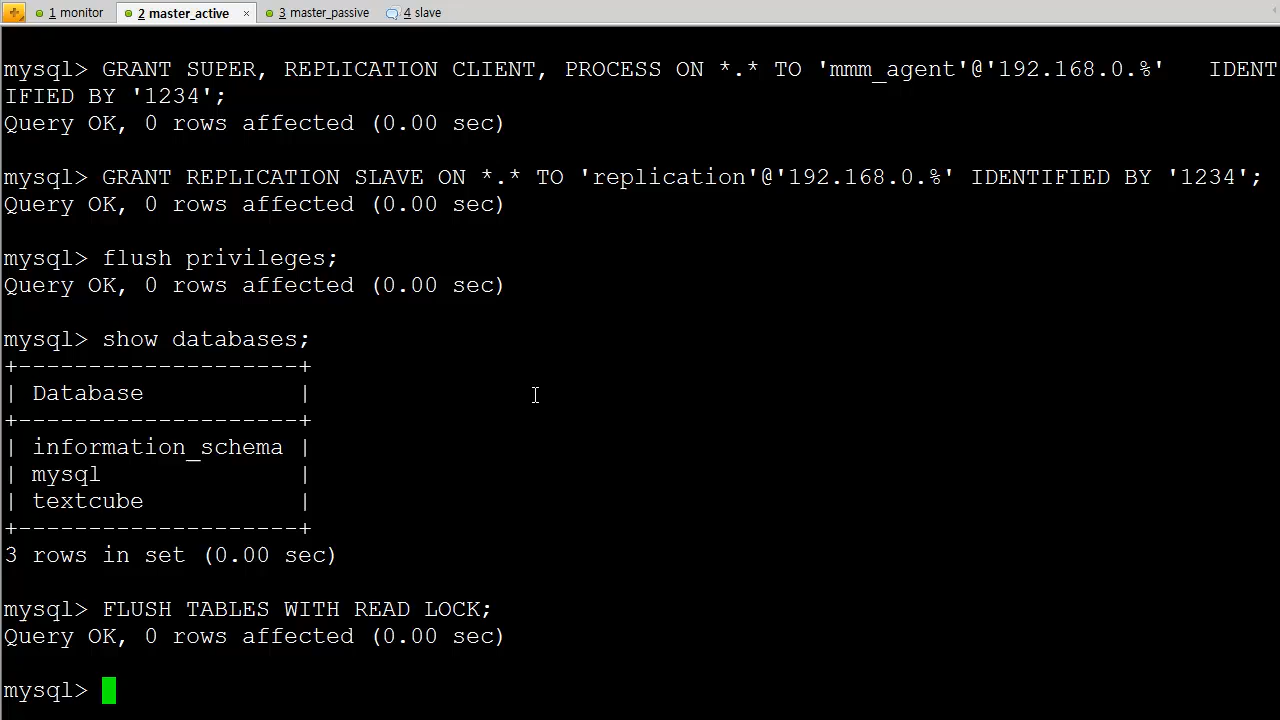 1 monitor
2 master_active ×
3 master_passive
4 slave
mysql> GRANT SUPER, REPLICATION CLIENT, PROCESS ON *.* TO 'mmm_agent'@'192.168.0.%'   IDENT
IFIED BY '1234';
Query OK, 0 rows affected (0.00 sec)
mysql> GRANT REPLICATION SLAVE ON *.* TO 'replication'@'192.168.0.%' IDENTIFIED BY '1234';
Query OK, 0 rows affected (0.00 sec)
mysql> flush privileges;
Query OK, 0 rows affected (0.00 sec)
mysql> show databases;
+--------------------+
| Database           |
+--------------------+
| information_schema |
| mysql              |
| textcube           |
+--------------------+
3 rows in set (0.00 sec)
mysql> FLUSH TABLES WITH READ LOCK;
Query OK, 0 rows affected (0.00 sec)
mysql>